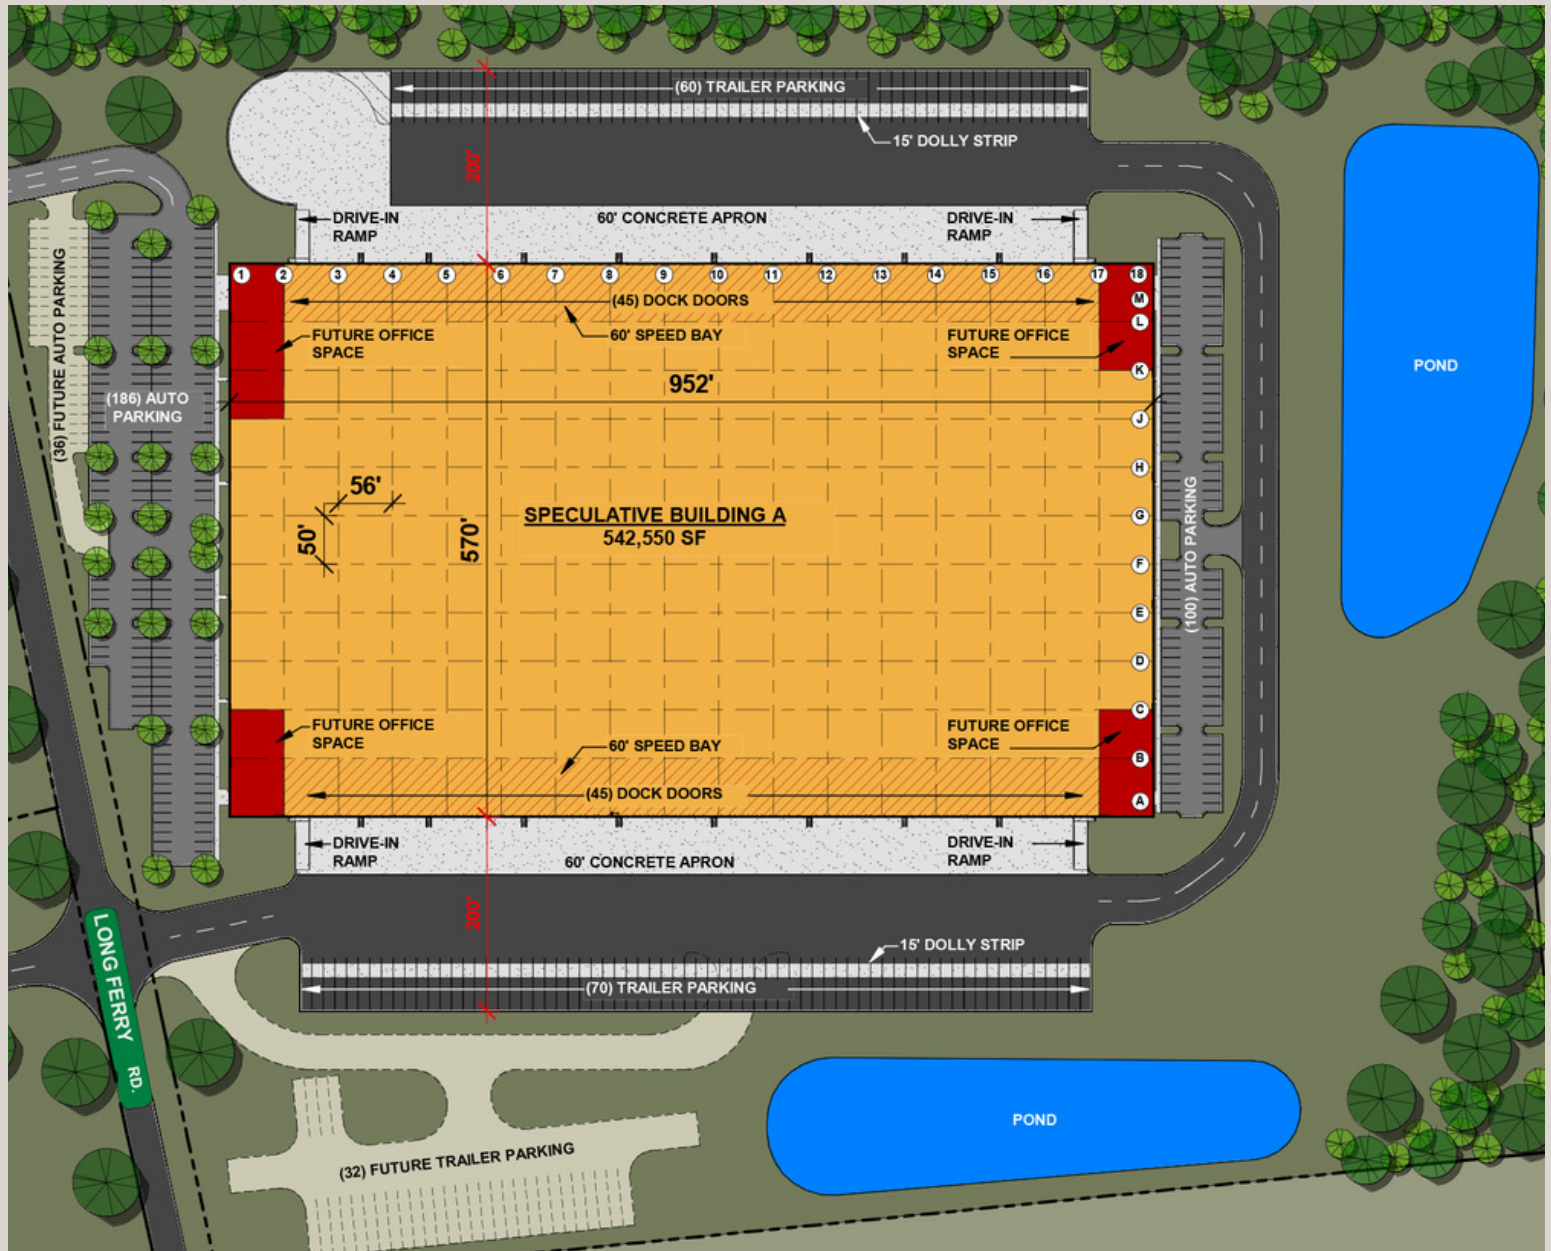 (60) TRAILER PARKING
15' DOLLY STRIP
200'
DRIVE-IN
RAMP
60' CONCRETE APRON
DRIVE-IN
RAMP
1 2 3 4 5 6 7 8 9 10 11 12 13 14 15 16 17 18
(45) DOCK DOORS
M
L
FUTURE OFFICE
SPACE
60' SPEED BAY
FUTURE OFFICE
SPACE
K
952'
J
(36) FUTURE AUTO PARKING
(186) AUTO
PARKING
POND
H
56'
50'
570'
SPECULATIVE BUILDING A
542,550 SF
G
F
E
D
C
B
A
(100) AUTO PARKING
FUTURE OFFICE
SPACE
60' SPEED BAY
FUTURE OFFICE
SPACE
(45) DOCK DOORS
DRIVE-IN
RAMP
60' CONCRETE APRON
DRIVE-IN
RAMP
200'
15' DOLLY STRIP
(70) TRAILER PARKING
LONG FERRY RD.
POND
(32) FUTURE TRAILER PARKING